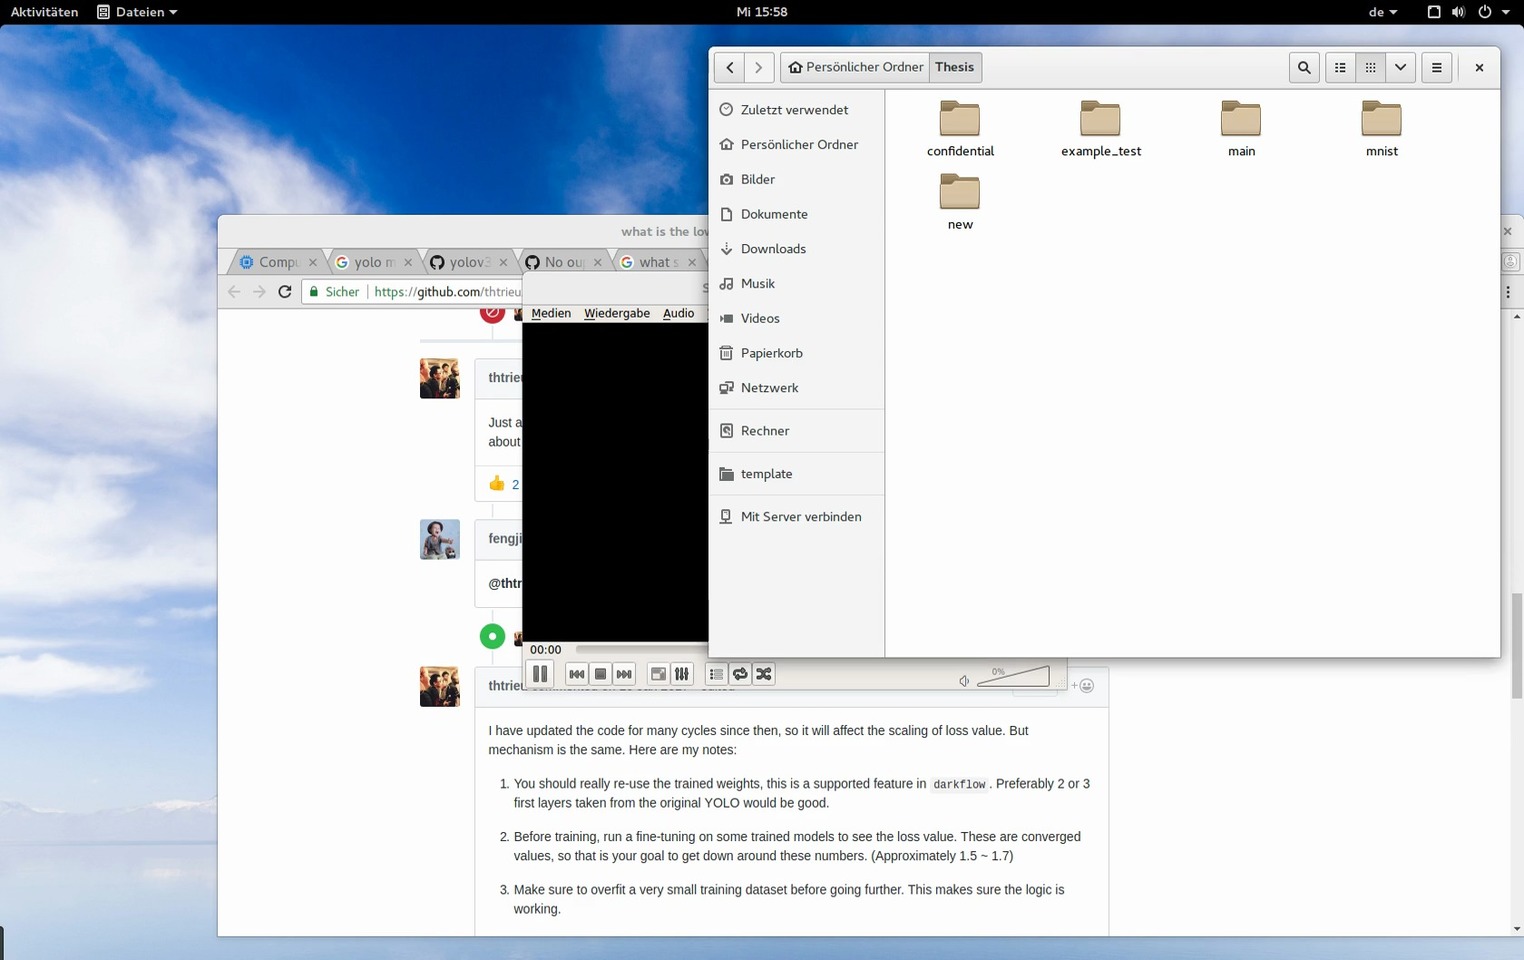 Aktivitäten Dateien Mi 15:58 de
Persönlicher Ordner Thesis
Zuletzt verwendet
Persönlicher Ordner
Bilder
Dokumente
Downloads
Musik
Videos
Papierkorb
Netzwerk
Rechner
template
Mit Server verbinden
confidential example_test main mnist
new
what is the lov
Compu yolo m yolov3 No ou what s
Sicher https://github.com/thtrieu
Medien Wiedergabe Audio
thtrieu
Just a
about
2
fengji
@thtr
00:00
0%
thtrieu
I have updated the code for many cycles since then, so it will affect the scaling of loss value. But
mechanism is the same. Here are my notes:
1. You should really re-use the trained weights, this is a supported feature in darkflow. Preferably 2 or 3
first layers taken from the original YOLO would be good.
2. Before training, run a fine-tuning on some trained models to see the loss value. These are converged
values, so that is your goal to get down around these numbers. (Approximately 1.5 ~ 1.7)
3. Make sure to overfit a very small training dataset before going further. This makes sure the logic is
working.